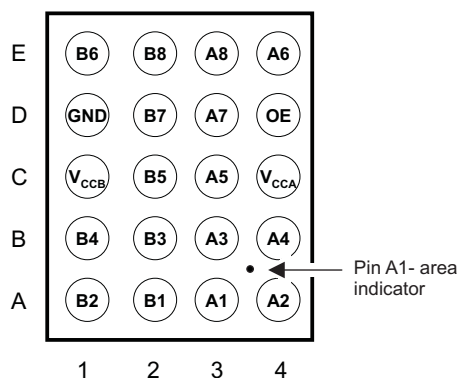 E B6 B8 A8 A6
D GND B7 A7 OE
C VCCB B5 A5 VCCA
B B4 B3 A3 A4
Pin A1- area
indicator
A B2 B1 A1 A2
1 2 3 4